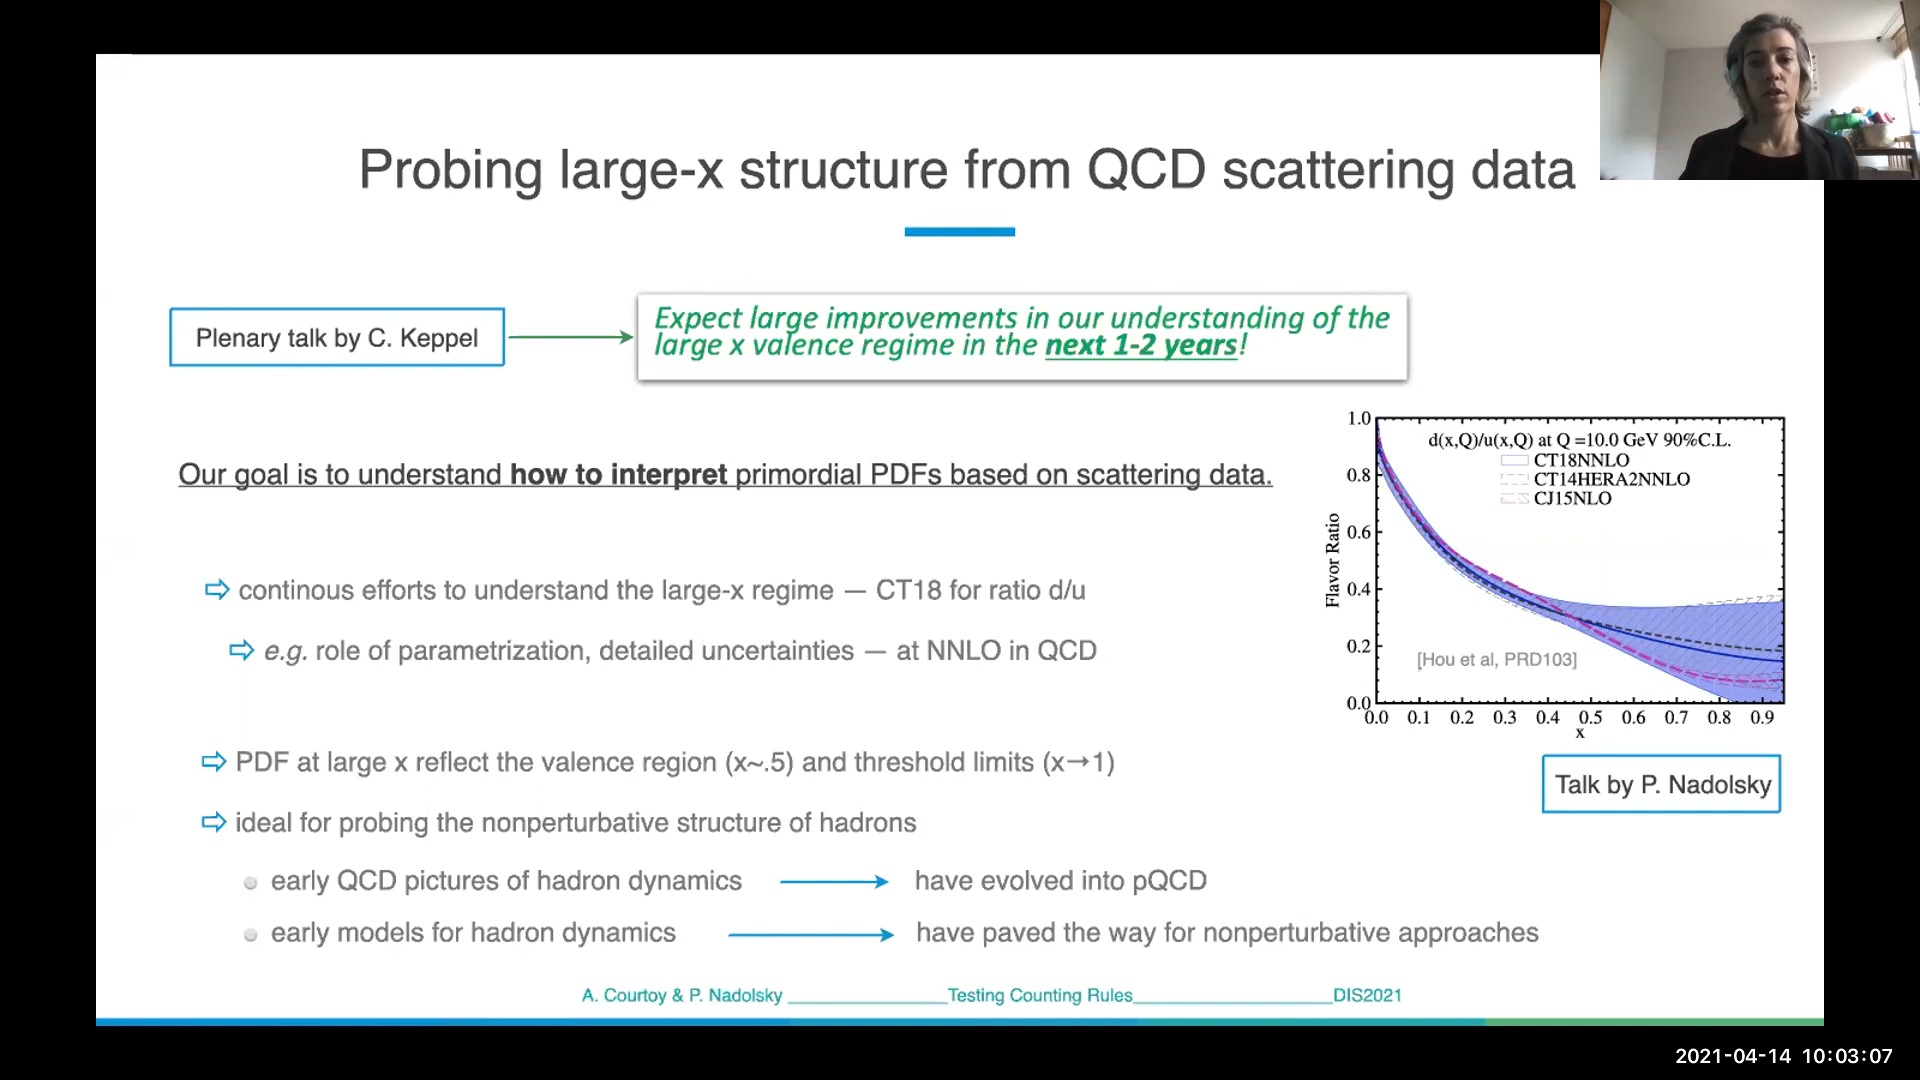 Probing large-x structure from QCD scattering data
Plenary talk by C. Keppel
Expect large improvements in our understanding of the
large x valence regime in the next 1-2 years!
Our goal is to understand how to interpret primordial PDFs based on scattering data.
continous efforts to understand the large-x regime — CT18 for ratio d/u
e.g. role of parametrization, detailed uncertainties — at NNLO in QCD
1.0
0.8
0.6
0.4
0.2
0.0
Flavor Ratio
d(x,Q)/u(x,Q) at Q =10.0 GeV 90%C.L.
CT18NNLO
CT14HERA2NNLO
CJ15NLO
[Hou et al, PRD103]
0.0 0.1 0.2 0.3 0.4 0.5 0.6 0.7 0.8 0.9
x
Talk by P. Nadolsky
PDF at large x reflect the valence region (x~.5) and threshold limits (x→1)
ideal for probing the nonperturbative structure of hadrons
early QCD pictures of hadron dynamics → have evolved into pQCD
early models for hadron dynamics → have paved the way for nonperturbative approaches
A. Courtoy & P. Nadolsky ________________Testing Counting Rules____________________DIS2021
2021-04-14 10:03:07